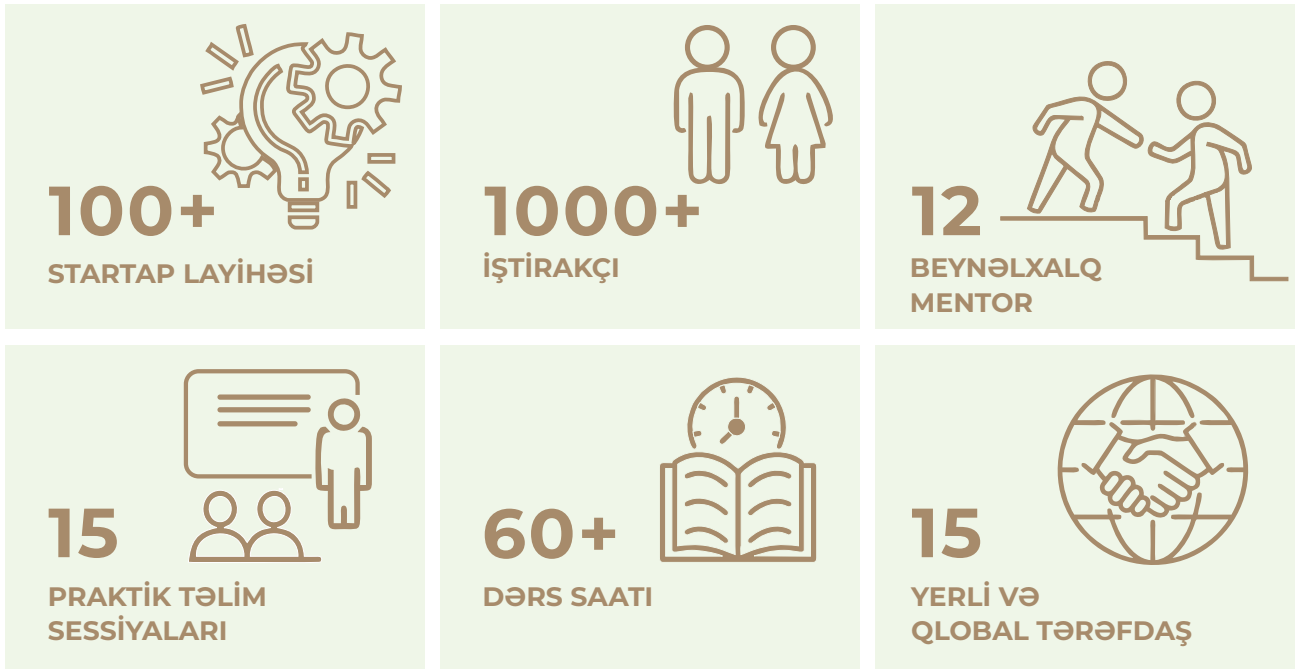 100+
STARTAP LAYİHƏSİ
1000+
İŞTİRAKÇI
12
BEYNƏLXALQ
MENTOR
15
PRAKTİK TƏLİM
SESSİYALARI
60+
DƏRS SAATI
15
YERLİ VƏ
QLOBAL TƏRƏFDAŞ